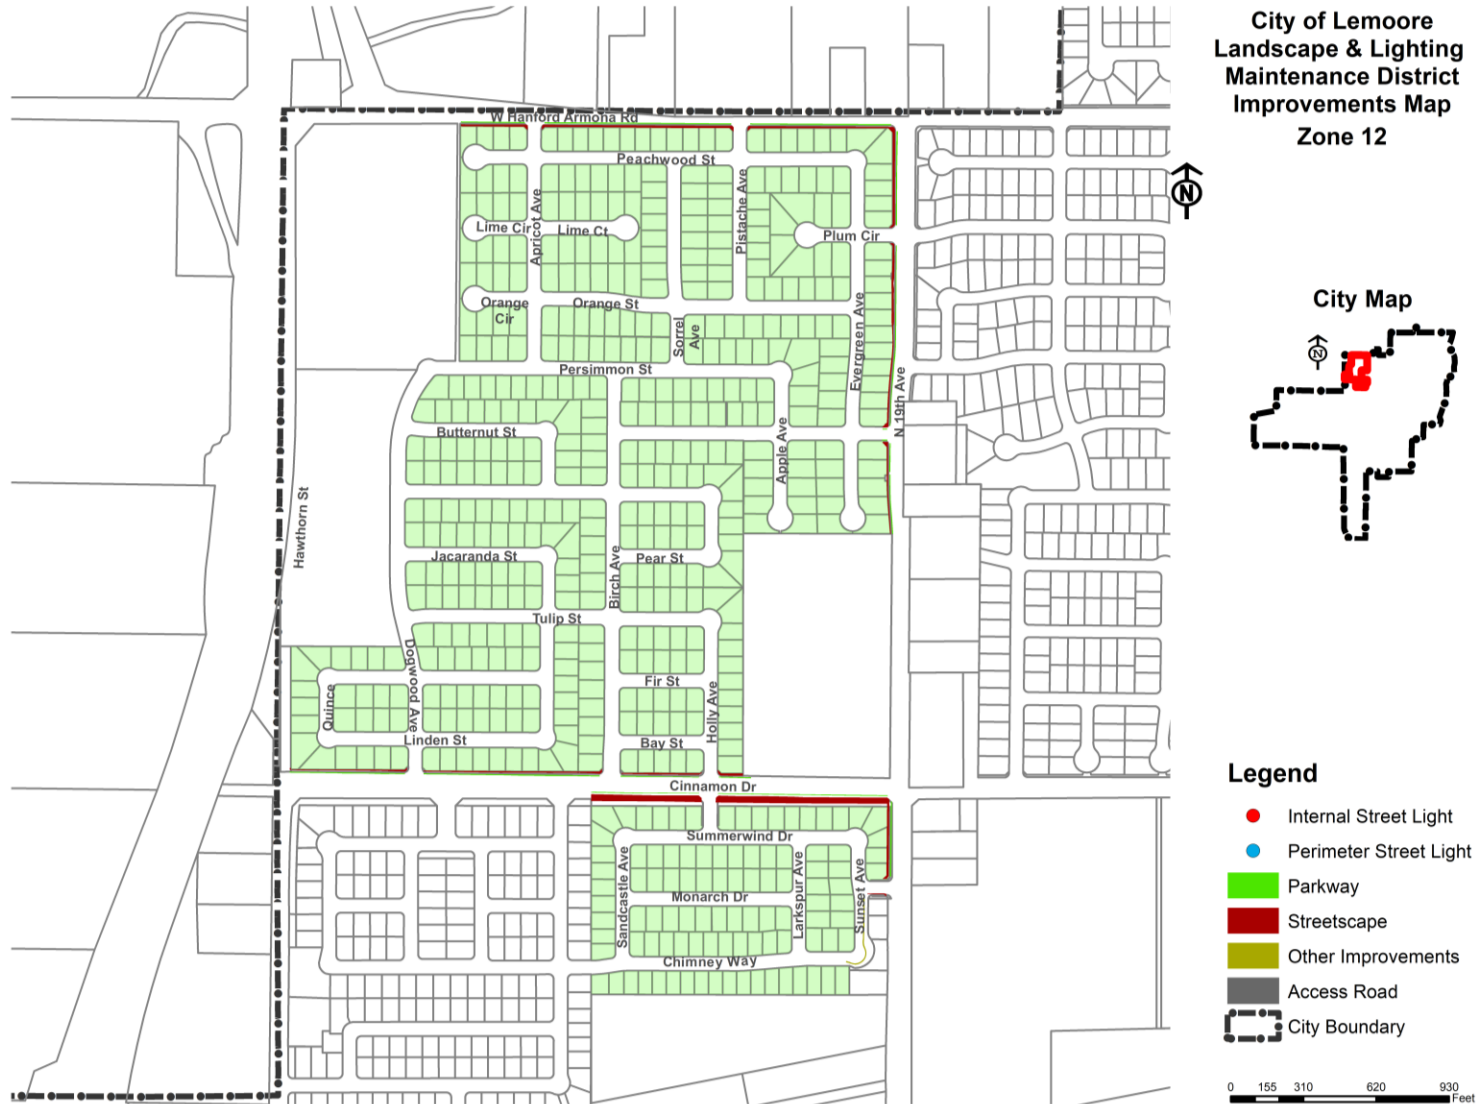 City of Lemoore
Landscape & Lighting
Maintenance District
Improvements Map
Zone 12
N
W Hanford Armona Rd
Peachwood St
Apricot Ave
Pistache Ave
Lime Cir
Lime Ct
Plum Cir
Orange
Cir
Orange St
Sorrel
Ave
Evergreen Ave
Persimmon St
N 19th Ave
Butternut St
Apple Ave
Hawthorn St
Jacaranda St
Birch Ave
Pear St
Tulip St
Dogwood Ave
Fir St
Quince
Holly Ave
Linden St
Bay St
Cinnamon Dr
Summerwind Dr
Sandcastle Ave
Larkspur Ave
Sunset Ave
Monarch Dr
Chimney Way
City Map
N
Legend
Internal Street Light
Perimeter Street Light
Parkway
Streetscape
Other Improvements
Access Road
City Boundary
0 155 310 620 930
Feet